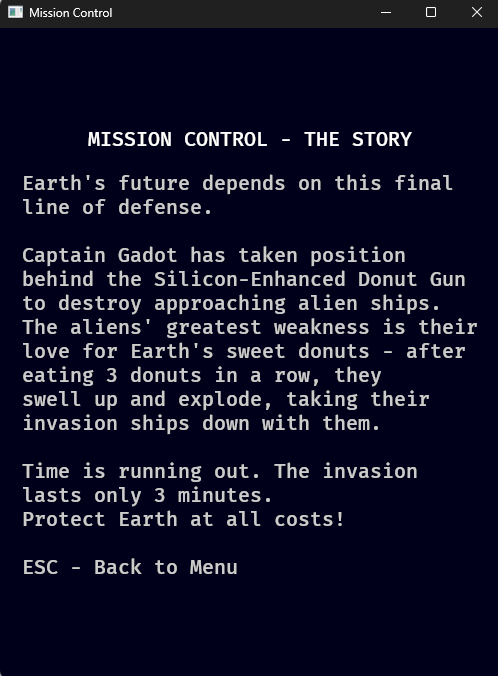 Mission Control
MISSION CONTROL - THE STORY
Earth's future depends on this final
line of defense.
Captain Gadot has taken position
behind the Silicon-Enhanced Donut Gun
to destroy approaching alien ships.
The aliens' greatest weakness is their
love for Earth's sweet donuts - after
eating 3 donuts in a row, they
swell up and explode, taking their
invasion ships down with them.
Time is running out. The invasion
lasts only 3 minutes.
Protect Earth at all costs!
ESC - Back to Menu